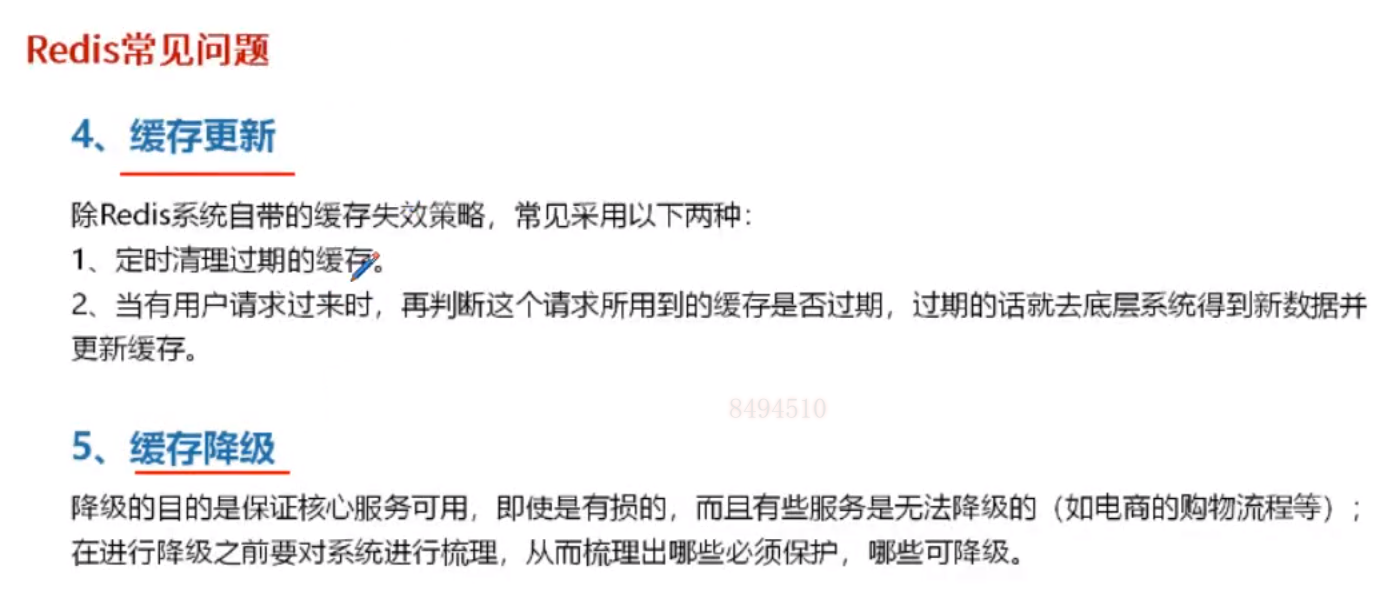 Redis常见问题
4、缓存更新
除Redis系统自带的缓存失效策略，常见采用以下两种：
1、定时清理过期的缓存。
2、当有用户请求过来时，再判断这个请求所用到的缓存是否过期，过期的话就去底层系统得到新数据并
更新缓存。
8494510
5、缓存降级
降级的目的是保证核心服务可用，即使是有损的，而且有些服务是无法降级的（如电商的购物流程等）；
在进行降级之前要对系统进行梳理，从而梳理出哪些必须保护，哪些可降级。